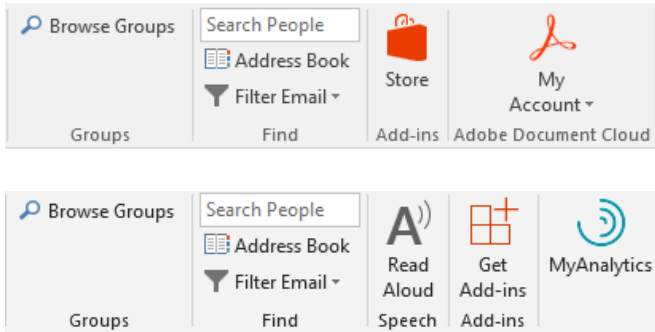 Browse Groups
Groups
Search People
Address Book
Filter Email
Find
Store
Add-ins
My
Account
Adobe Document Cloud
Browse Groups
Groups
Search People
Address Book
Filter Email
Find
A
Read
Aloud
Speech
Get
Add-ins
Add-ins
MyAnalytics